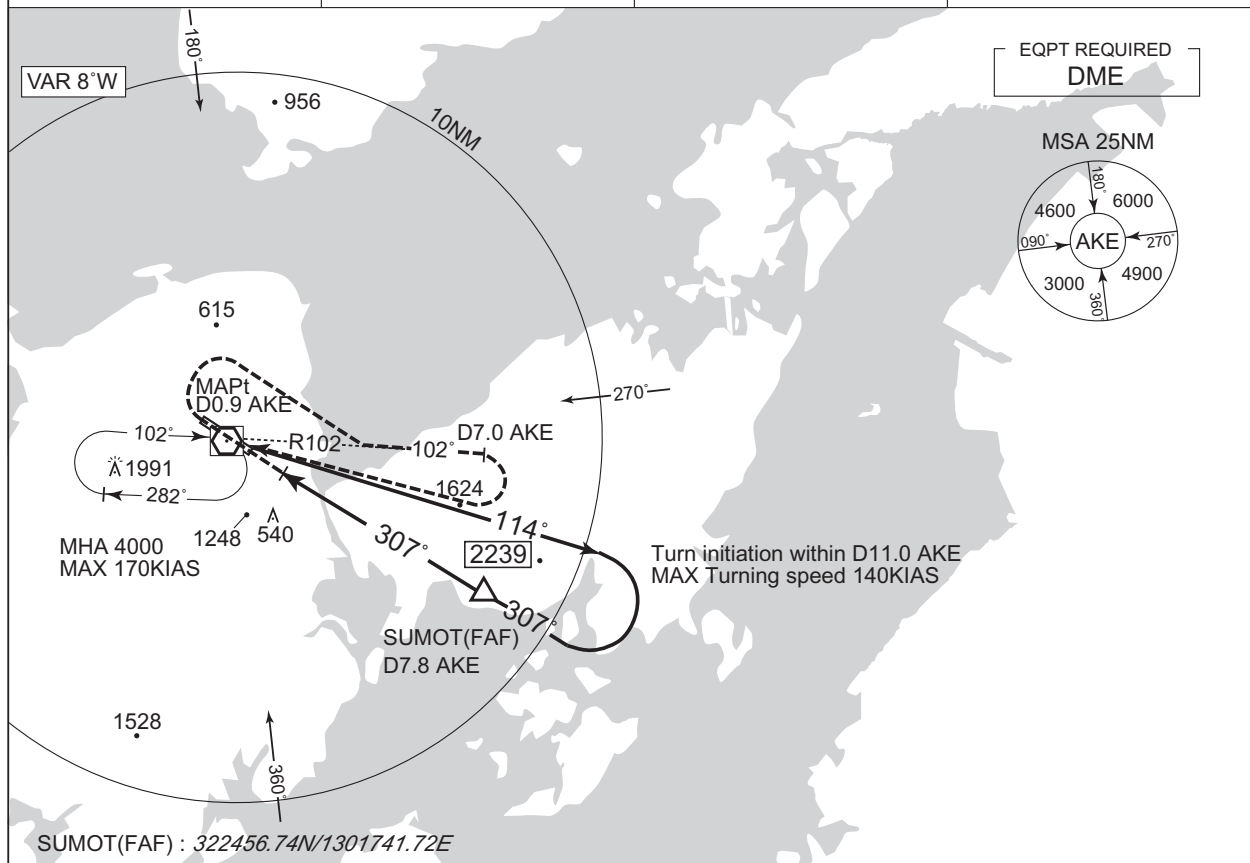 180°
EQPT REQUIRED
DME
VAR 8°W
956
10NM
MSA 25NM
180°
4600
6000
090°
AKE
270°
3000
4900
360°
615
MAPt
D0.9 AKE
270°
102°
R102
102°
D7.0 AKE
1991
282°
1624
114°
1248
540
307°
2239
MHA 4000
MAX 170KIAS
Turn initiation within D11.0 AKE
MAX Turning speed 140KIAS
307°
SUMOT(FAF)
D7.8 AKE
1528
360°
SUMOT(FAF) : 322456.74N/1301741.72E